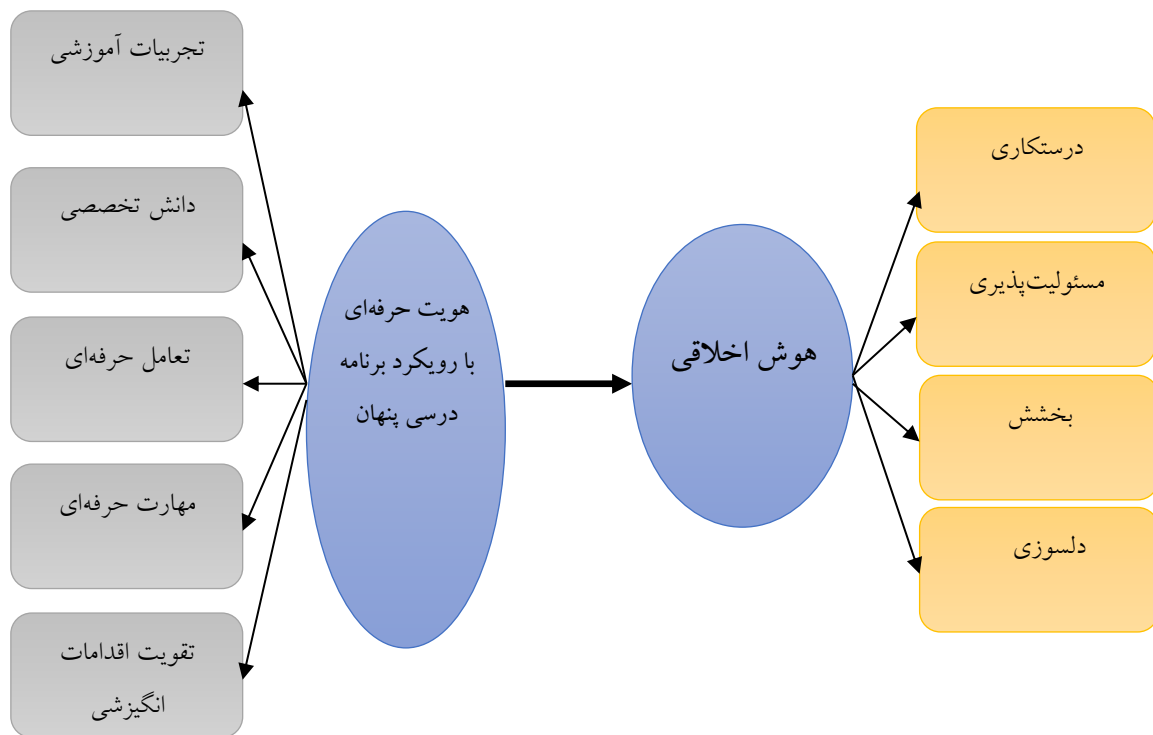 تجربیات آموزشی
دانش تخصصی
تعامل حرفه‌ای
مهارت حرفه‌ای
تقویت اقدامات
انگیزشی
هویت حرفه‌ای
با رویکرد برنامه
درسی پنهان
هوش اخلاقی
درستکاری
مسئولیت‌پذیری
بخشش
دلسوزی